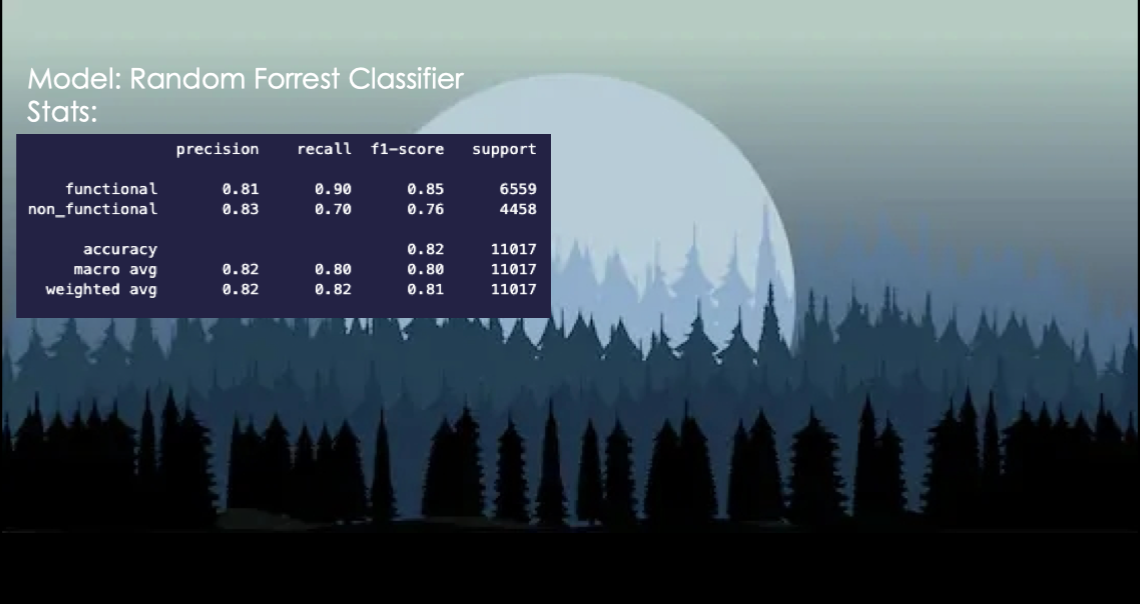 Model: Random Forrest Classifier
Stats:
precision recall f1-score support
functional 0.81 0.90 0.85 6559
non_functional 0.83 0.70 0.76 4458
accuracy 0.82 11017
macro avg 0.82 0.80 0.80 11017
weighted avg 0.82 0.82 0.81 11017